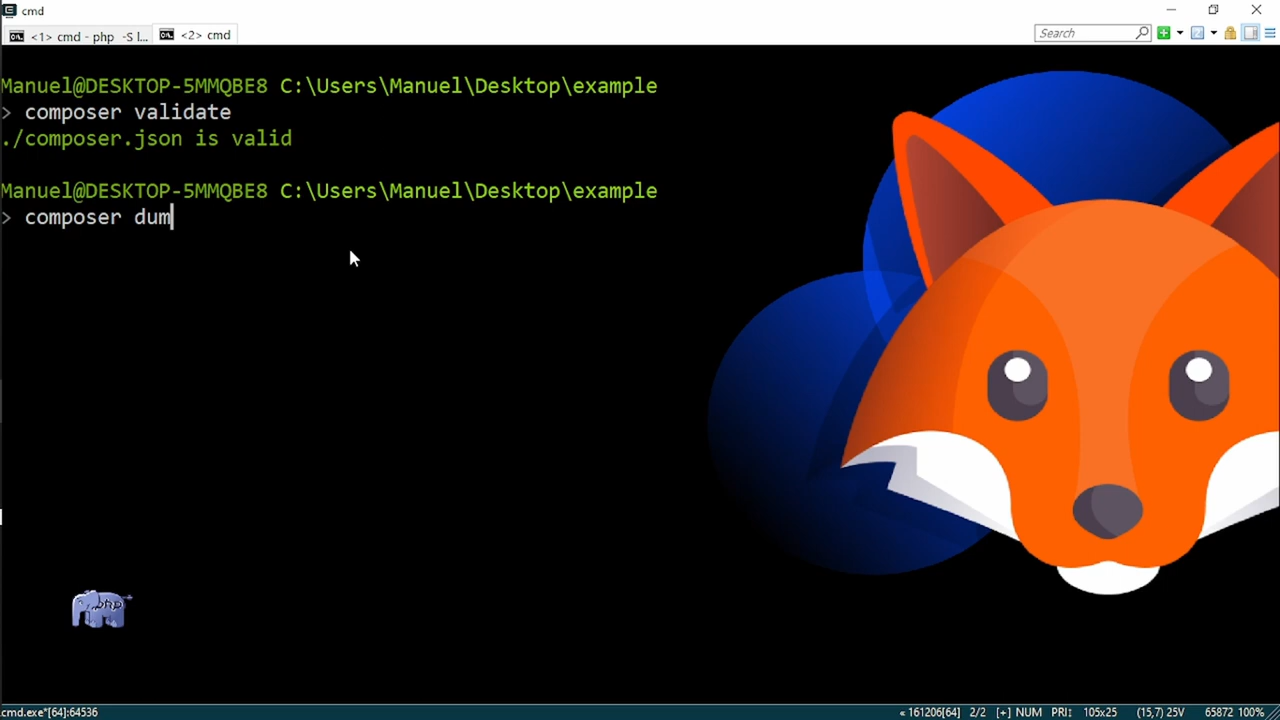 cmd
<1> cmd - php -S l...
<2> cmd
Search
Manuel@DESKTOP-5MMQBE8 C:\Users\Manuel\Desktop\example
> composer validate
./composer.json is valid
Manuel@DESKTOP-5MMQBE8 C:\Users\Manuel\Desktop\example
> composer dum
php
cmd.exe*[64]:64536
« 161206[64] 2/2 [+] NUM PRI↕ 105x25 (15,7) 25V 65872 100%